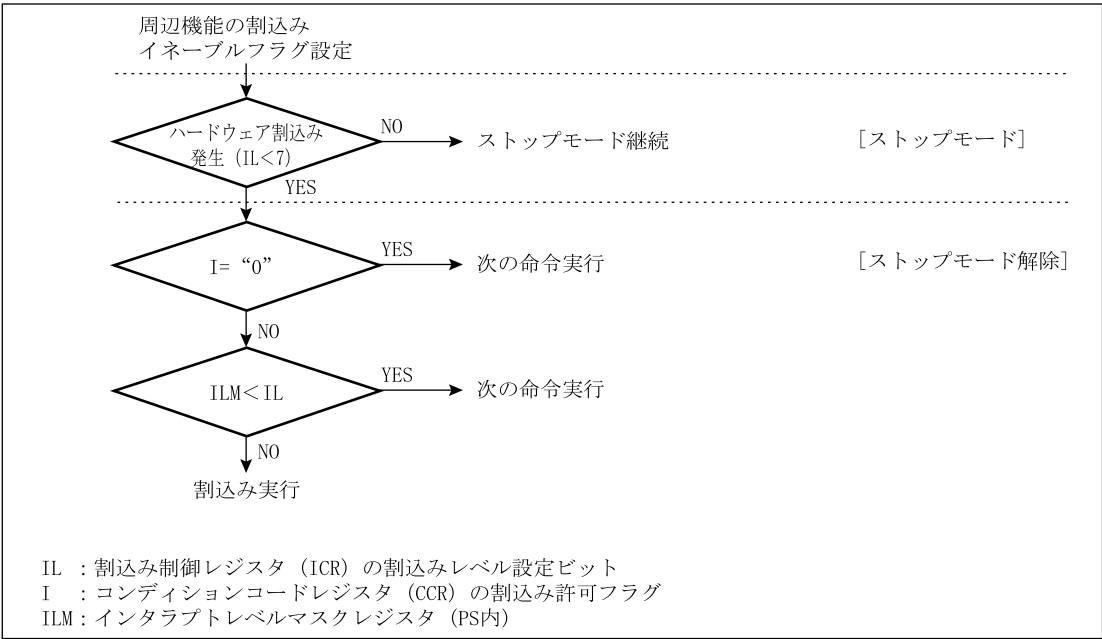 周辺機能の割込み
イネーブルフラグ設定
ハードウェア割込み
発生（IL＜7）
NO
ストップモード継続
［ストップモード］
YES
I= “0”
YES
次の命令実行
［ストップモード解除］
NO
ILM＜IL
YES
次の命令実行
NO
割込み実行
IL ：割込み制御レジスタ（ICR）の割込みレベル設定ビット
I ：コンディションコードレジスタ（CCR）の割込み許可フラグ
ILM：インタラプトレベルマスクレジスタ（PS内）